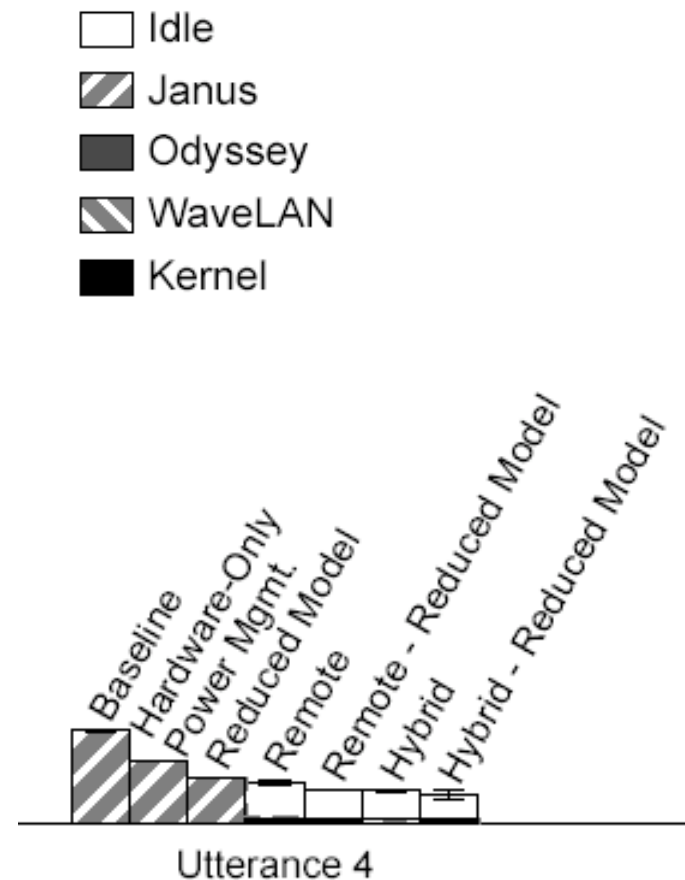 Idle
Janus
Odyssey
WaveLAN
Kernel
Baseline
Hardware-Only
Power Mgmt.
Reduced Model
Remote
Remote - Reduced Model
Hybrid
Hybrid - Reduced Model
Utterance 4